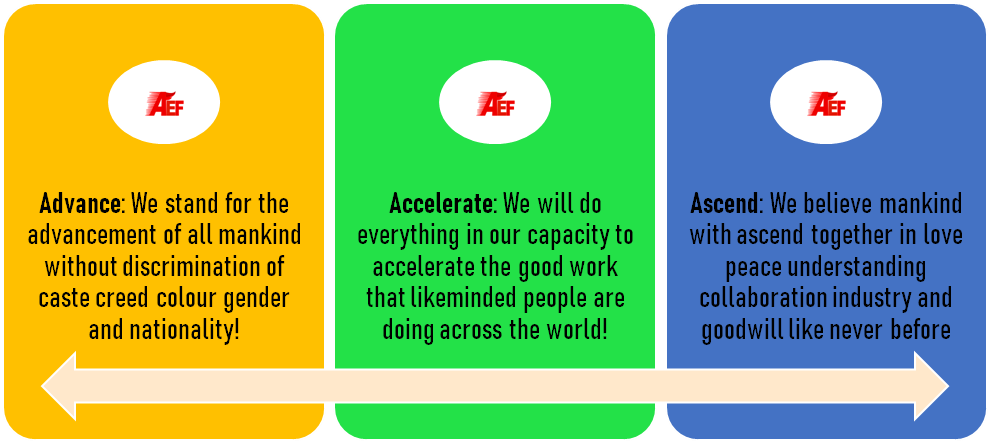 AEF
Advance: We stand for the
advancement of all mankind
without discrimination of
caste creed colour gender
and nationality!
AEF
Accelerate: We will do
everything in our capacity to
accelerate the good work
that likeminded people are
doing across the world!
AEF
Ascend: We believe mankind
with ascend together in love
peace understanding
collaboration industry and
goodwill like never before